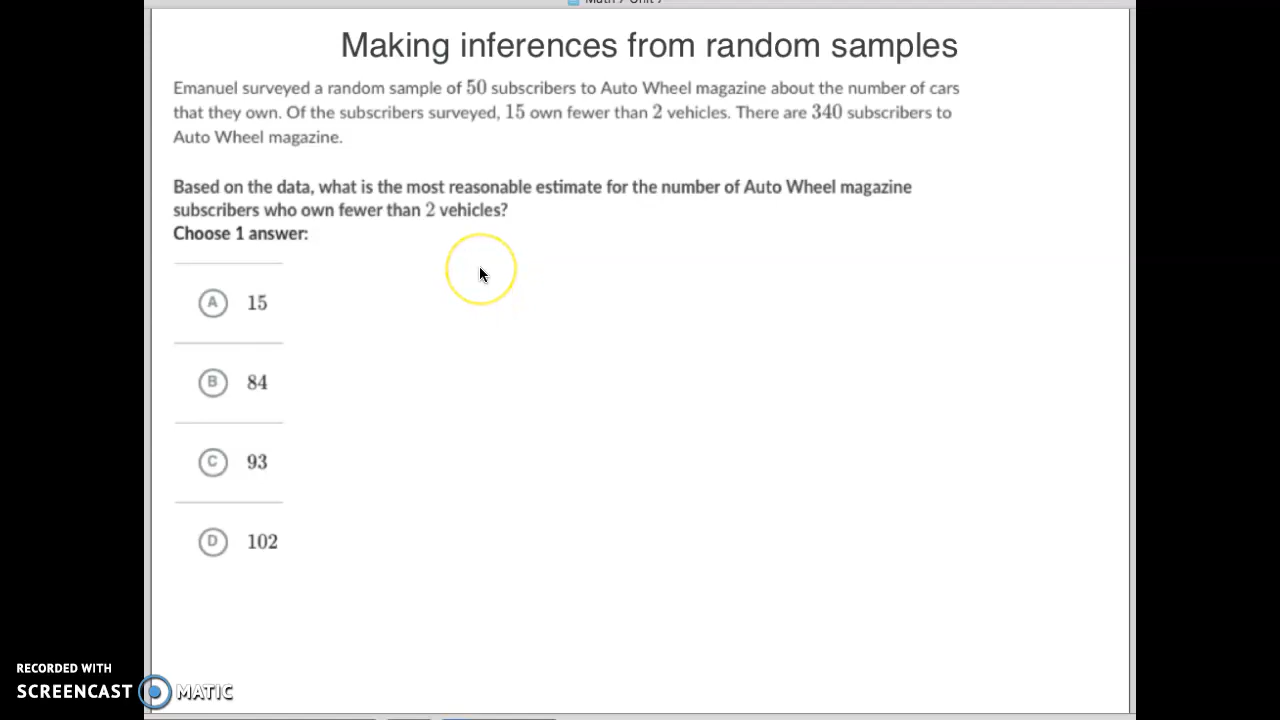 Making inferences from random samples
Emanuel surveyed a random sample of 50 subscribers to Auto Wheel magazine about the number of cars
that they own. Of the subscribers surveyed, 15 own fewer than 2 vehicles. There are 340 subscribers to
Auto Wheel magazine.
Based on the data, what is the most reasonable estimate for the number of Auto Wheel magazine
subscribers who own fewer than 2 vehicles?
Choose 1 answer:
A 15
B 84
C 93
D 102
RECORDED WITH
SCREENCAST MATIC